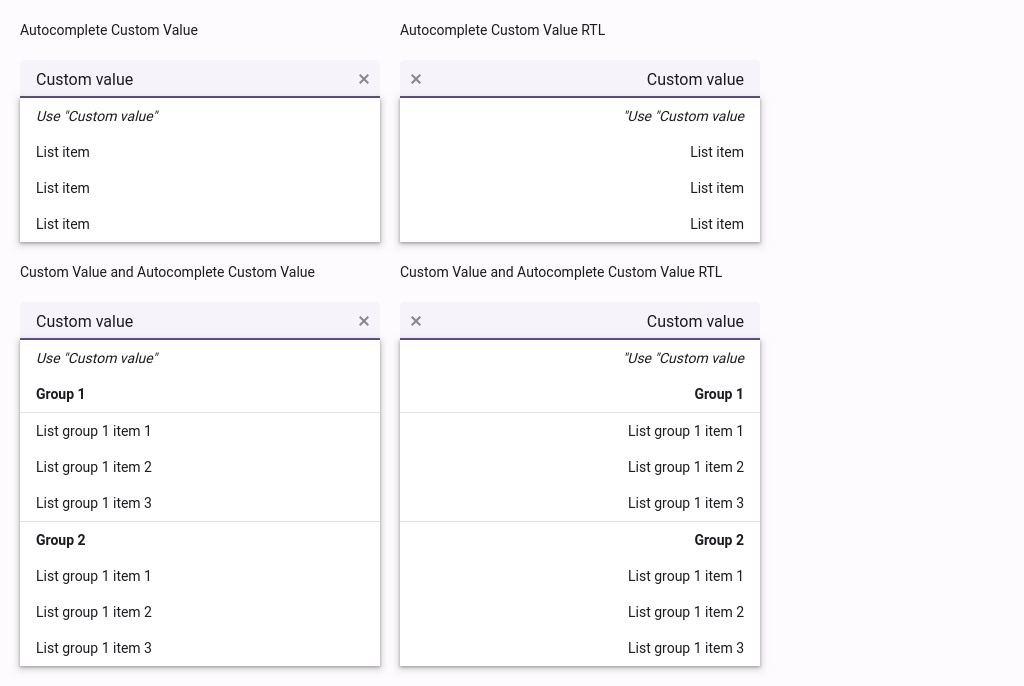 Autocomplete Custom Value
Custom value
Use "Custom value"
List item
List item
List item
Autocomplete Custom Value RTL
Custom value
"Use "Custom value
List item
List item
List item
Custom Value and Autocomplete Custom Value
Custom value
Use "Custom value"
Group 1
List group 1 item 1
List group 1 item 2
List group 1 item 3
Group 2
List group 1 item 1
List group 1 item 2
List group 1 item 3
Custom Value and Autocomplete Custom Value RTL
Custom value
"Use "Custom value
Group 1
List group 1 item 1
List group 1 item 2
List group 1 item 3
Group 2
List group 1 item 1
List group 1 item 2
List group 1 item 3